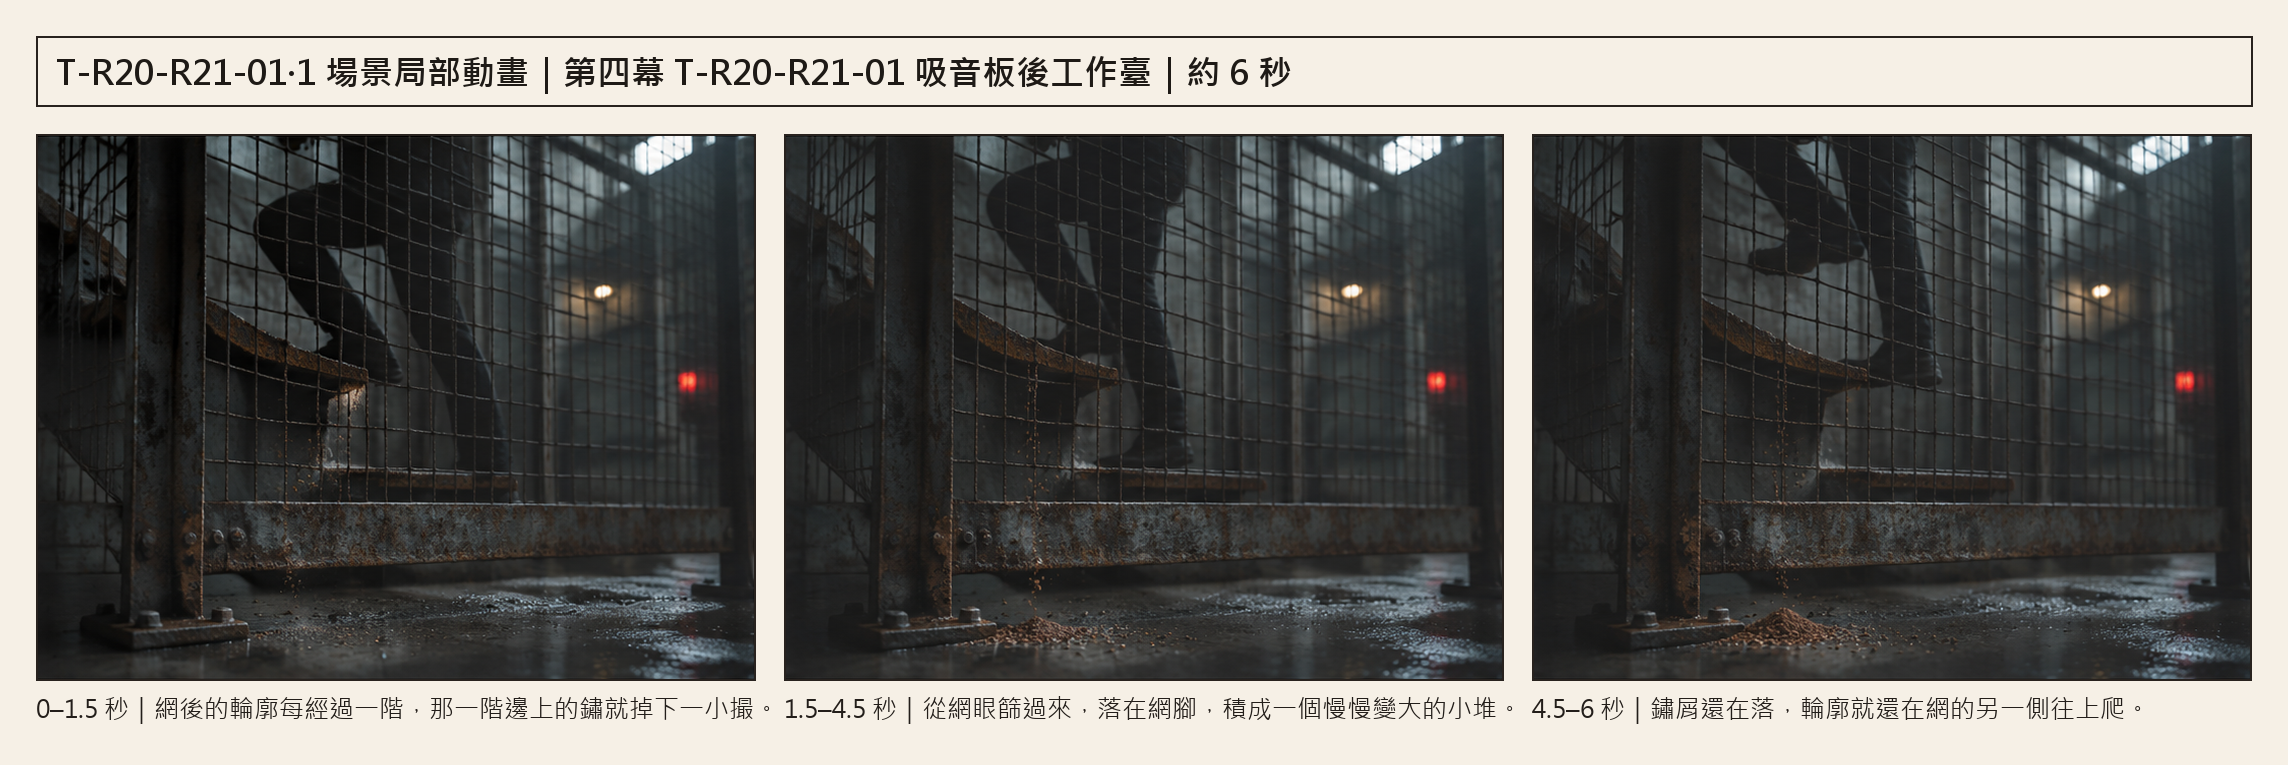 T-R20-R21-01·1 場景局部動畫｜第四幕 T-R20-R21-01 吸音板後工作臺｜約 6 秒
0–1.5 秒｜網後的輪廓每經過一階，那一階邊上的鏽就掉下一小撮。
1.5–4.5 秒｜從網眼篩過來，落在網腳，積成一個慢慢變大的小堆。
4.5–6 秒｜鏽屑還在落，輪廓就還在網的另一側往上爬。